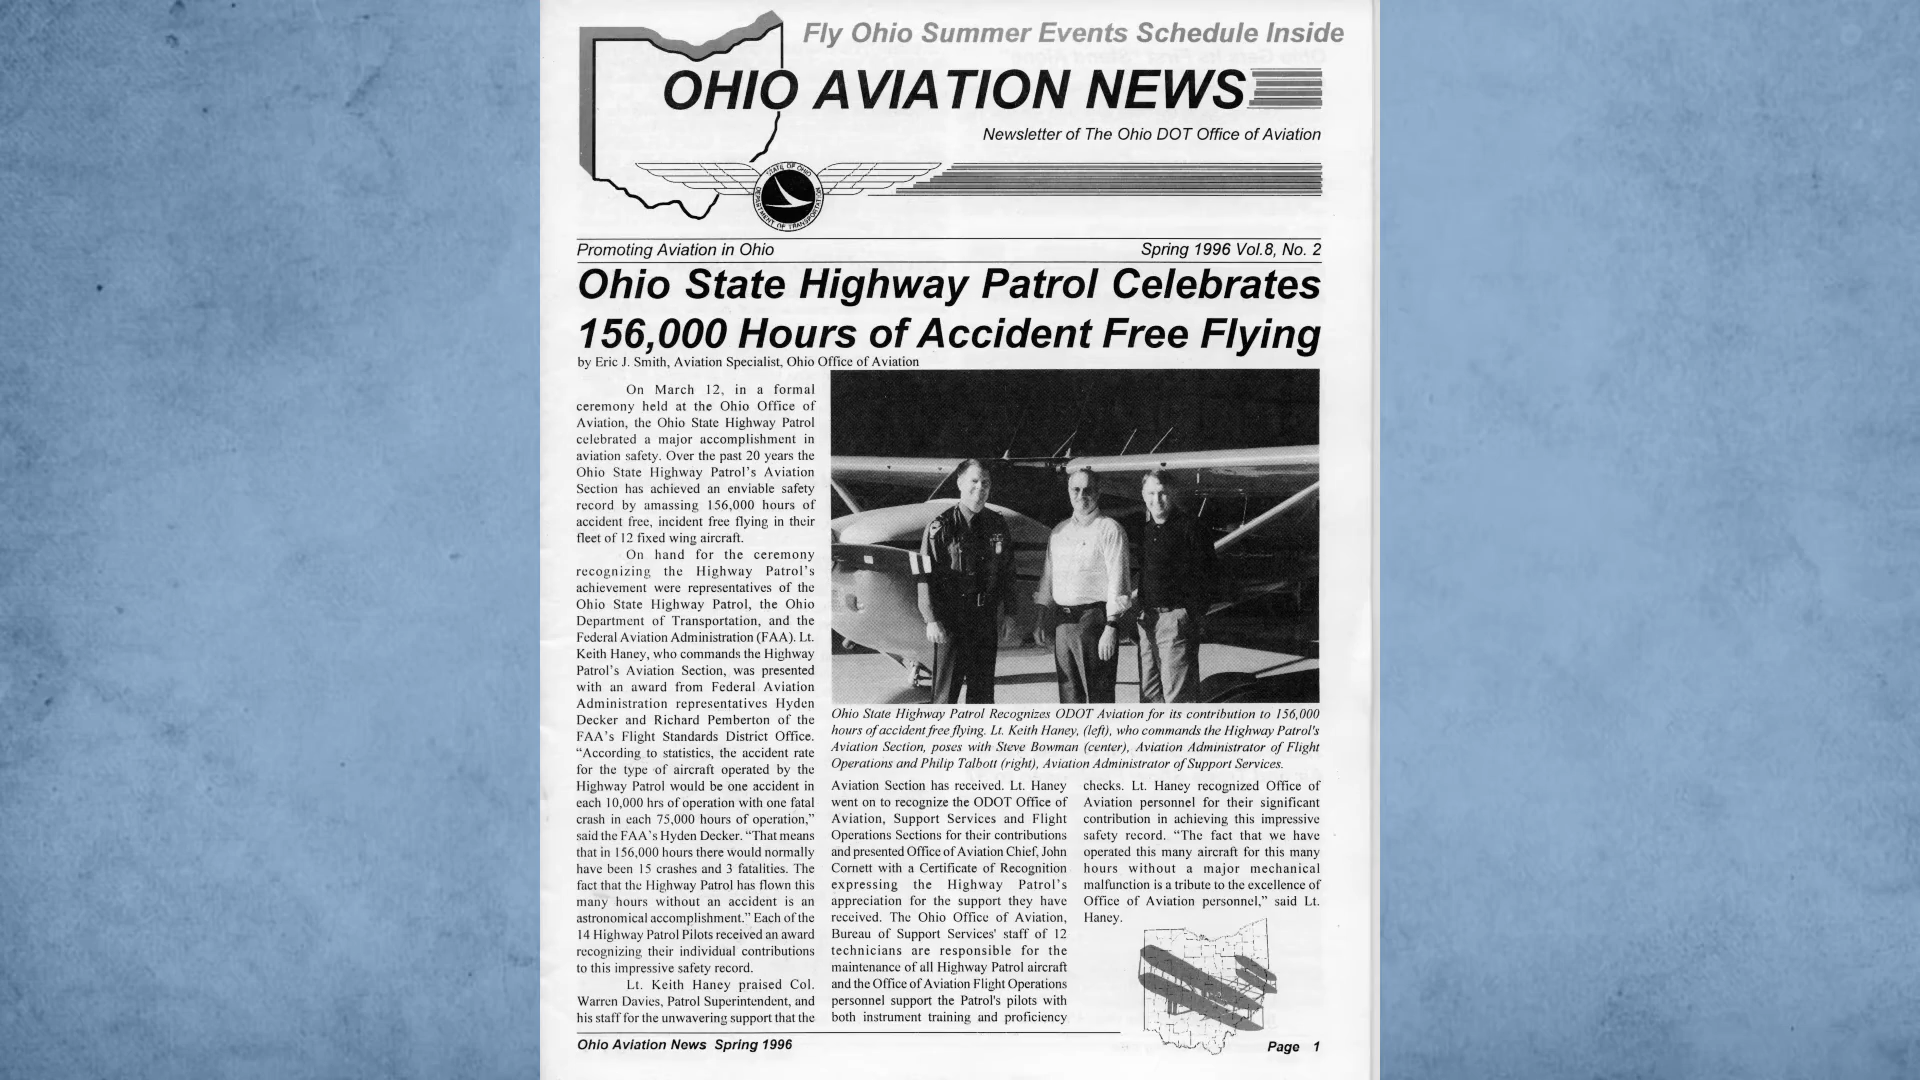 Fly Ohio Summer Events Schedule Inside
OHIO AVIATION NEWS
Newsletter of The Ohio DOT Office of Aviation
STATE OF OHIO
DEPARTMENT OF TRANSPORTATION
Promoting Aviation in Ohio
Spring 1996 Vol.8, No. 2
Ohio State Highway Patrol Celebrates
156,000 Hours of Accident Free Flying
by Eric J. Smith, Aviation Specialist, Ohio Office of Aviation
On March 12, in a formal
ceremony held at the Ohio Office of
Aviation, the Ohio State Highway Patrol
celebrated a major accomplishment in
aviation safety. Over the past 20 years the
Ohio State Highway Patrol's Aviation
Section has achieved an enviable safety
record by amassing 156,000 hours of
accident free, incident free flying in their
fleet of 12 fixed wing aircraft.
On hand for the ceremony
recognizing the Highway Patrol's
achievement were representatives of the
Ohio State Highway Patrol, the Ohio
Department of Transportation, and the
Federal Aviation Administration (FAA). Lt.
Keith Haney, who commands the Highway
Patrol's Aviation Section, was presented
with an award from Federal Aviation
Administration representatives Hyden
Decker and Richard Pemberton of the
FAA's Flight Standards District Office.
“According to statistics, the accident rate
for the type of aircraft operated by the
Highway Patrol would be one accident in
each 10,000 hrs of operation with one fatal
crash in each 75,000 hours of operation,”
said the FAA's Hyden Decker. “That means
that in 156,000 hours there would normally
have been 15 crashes and 3 fatalities. The
fact that the Highway Patrol has flown this
many hours without an accident is an
astronomical accomplishment.” Each of the
14 Highway Patrol Pilots received an award
recognizing their individual contributions
to this impressive safety record.
Lt. Keith Haney praised Col.
Warren Davies, Patrol Superintendent, and
his staff for the unwavering support that the
Ohio State Highway Patrol Recognizes ODOT Aviation for its contribution to 156,000
hours of accident free flying. Lt. Keith Haney, (left), who commands the Highway Patrol's
Aviation Section, poses with Steve Bowman (center), Aviation Administrator of Flight
Operations and Philip Talbott (right), Aviation Administrator of Support Services.
Aviation Section has received. Lt. Haney
went on to recognize the ODOT Office of
Aviation, Support Services and Flight
Operations Sections for their contributions
and presented Office of Aviation Chief, John
Cornett with a Certificate of Recognition
expressing the Highway Patrol's
appreciation for the support they have
received. The Ohio Office of Aviation,
Bureau of Support Services' staff of 12
technicians are responsible for the
maintenance of all Highway Patrol aircraft
and the Office of Aviation Flight Operations
personnel support the Patrol's pilots with
both instrument training and proficiency
checks. Lt. Haney recognized Office of
Aviation personnel for their significant
contribution in achieving this impressive
safety record. “The fact that we have
operated this many aircraft for this many
hours without a major mechanical
malfunction is a tribute to the excellence of
Office of Aviation personnel,” said Lt.
Haney.
Ohio Aviation News Spring 1996
Page 1